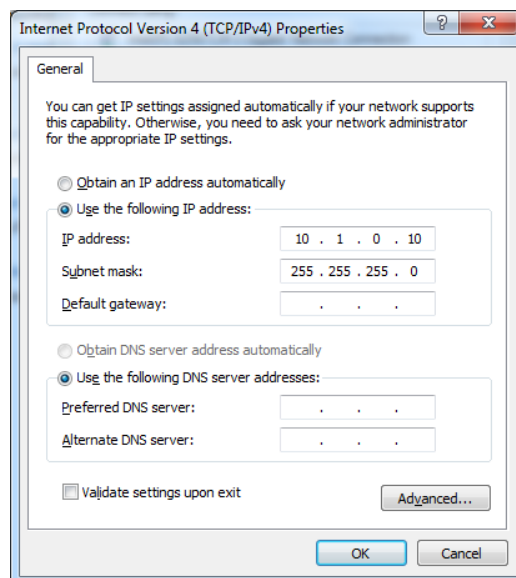 Internet Protocol Version 4 (TCP/IPv4) Properties
General
You can get IP settings assigned automatically if your network supports
this capability. Otherwise, you need to ask your network administrator
for the appropriate IP settings.
Obtain an IP address automatically
Use the following IP address:
IP address: 10 . 1 . 0 . 10
Subnet mask: 255 . 255 . 255 . 0
Default gateway: . . .
Obtain DNS server address automatically
Use the following DNS server addresses:
Preferred DNS server: . . .
Alternate DNS server: . . .
Validate settings upon exit
Advanced...
OK Cancel